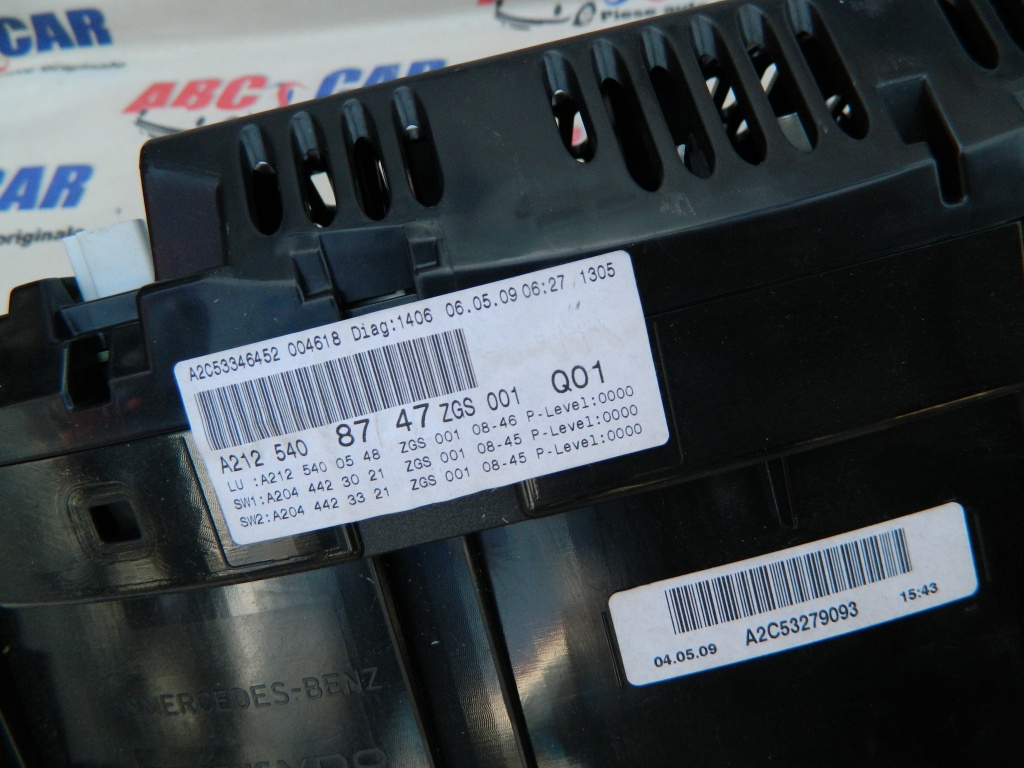 CAR
ABC CAR
Piese auto
CAR
originale
A2C53346452 004618 Diag:1406 06.05.09 06:27 1305
A212 540 87 47 ZGS 001 Q01
LU :A212 540 05 48 ZGS 001 08-46 P-Level:0000
SW1:A204 442 30 21 ZGS 001 08-45 P-Level:0000
SW2:A204 442 33 21 ZGS 001 08-45 P-Level:0000
04.05.09 A2C53279093 15:43
MERCEDES-BENZ